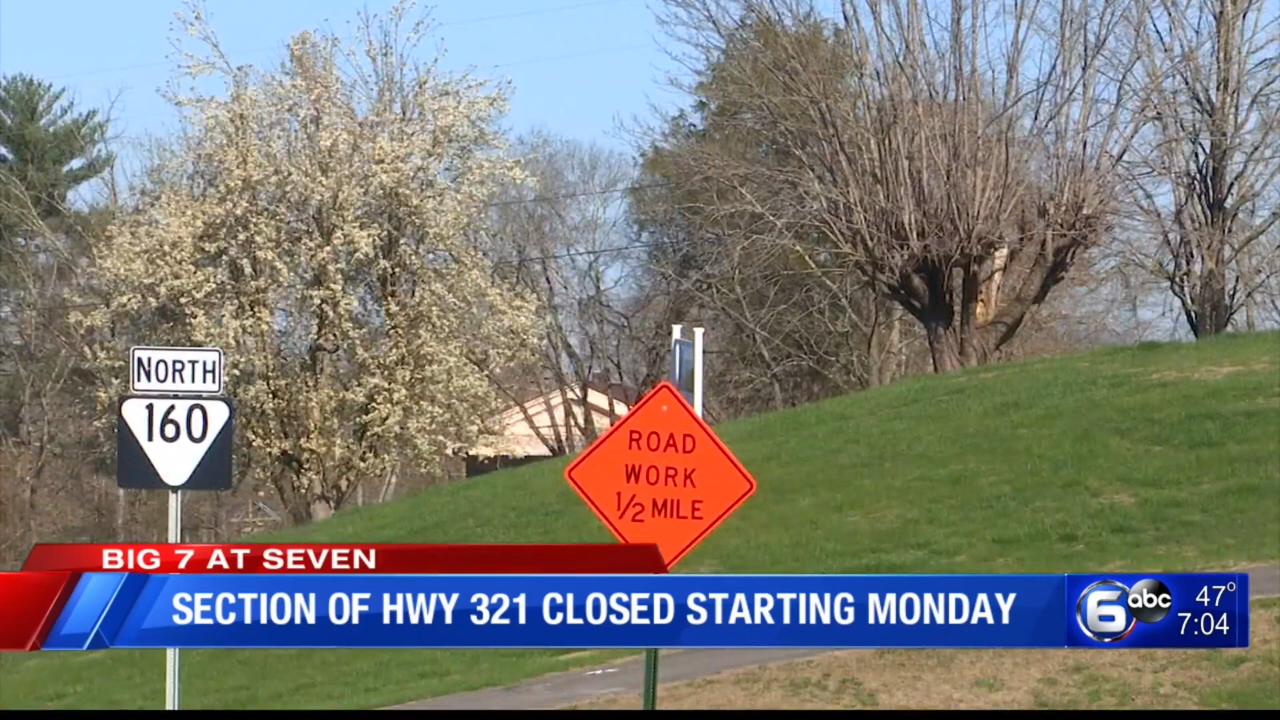 NORTH
160
ROAD
WORK
1/2 MILE
BIG 7 AT SEVEN
SECTION OF HWY 321 CLOSED STARTING MONDAY
6 abc
47°
7:04